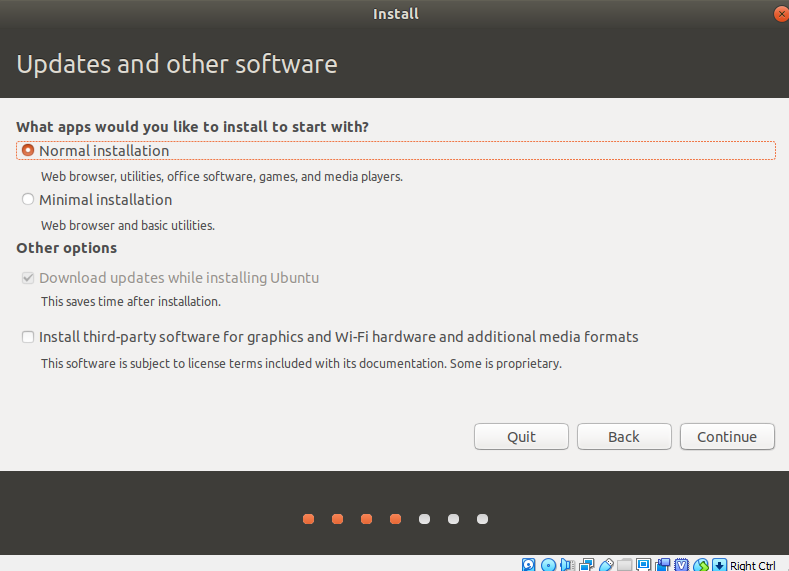 Install
Updates and other software
What apps would you like to install to start with?
Normal installation
Web browser, utilities, office software, games, and media players.
Minimal installation
Web browser and basic utilities.
Other options
Download updates while installing Ubuntu
This saves time after installation.
Install third-party software for graphics and Wi-Fi hardware and additional media formats
This software is subject to license terms included with its documentation. Some is proprietary.
Quit Back Continue
Right Ctrl